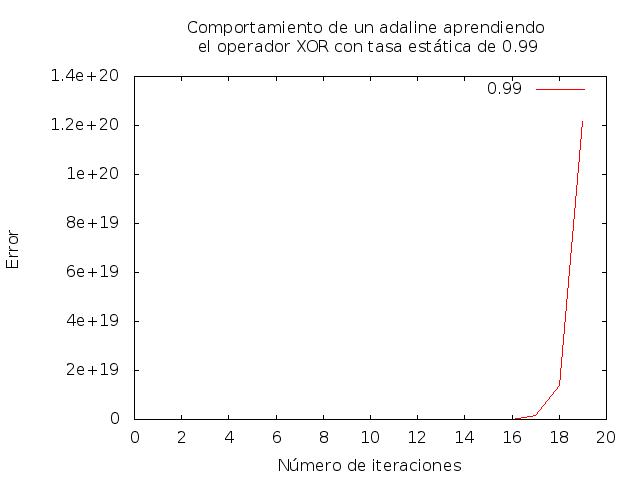 Comportamiento de un adaline aprendiendo
el operador XOR con tasa estática de 0.99
1.4e+20
1.2e+20
1e+20
8e+19
6e+19
4e+19
2e+19
0
0.99
Error
0 2 4 6 8 10 12 14 16 18 20
Número de iteraciones